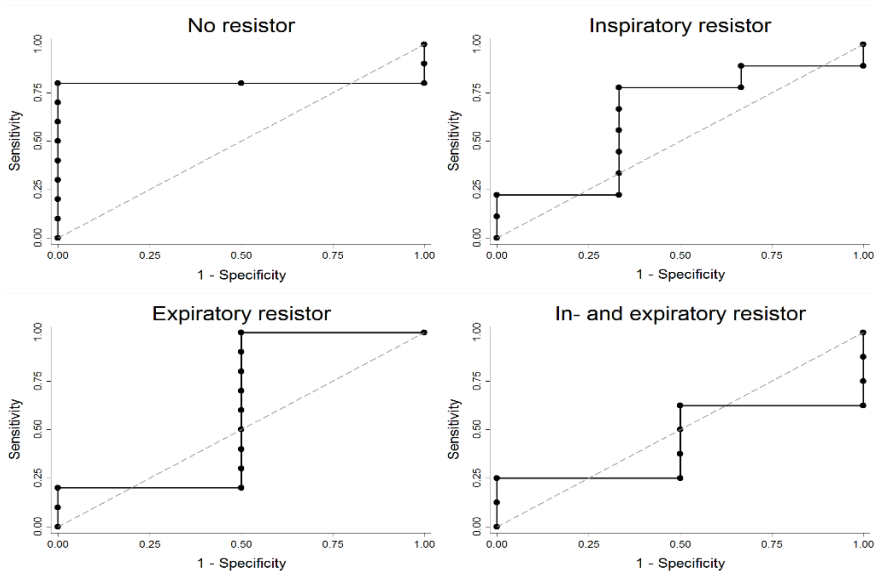 No resistor
1.00
0.75
0.50
0.25
0.00
Sensitivity
0.00 0.25 0.50 0.75 1.00
1 - Specificity
Inspiratory resistor
1.00
0.75
0.50
0.25
0.00
Sensitivity
0.00 0.25 0.50 0.75 1.00
1 - Specificity
Expiratory resistor
1.00
0.75
0.50
0.25
0.00
Sensitivity
0.00 0.25 0.50 0.75 1.00
1 - Specificity
In- and expiratory resistor
1.00
0.75
0.50
0.25
0.00
Sensitivity
0.00 0.25 0.50 0.75 1.00
1 - Specificity